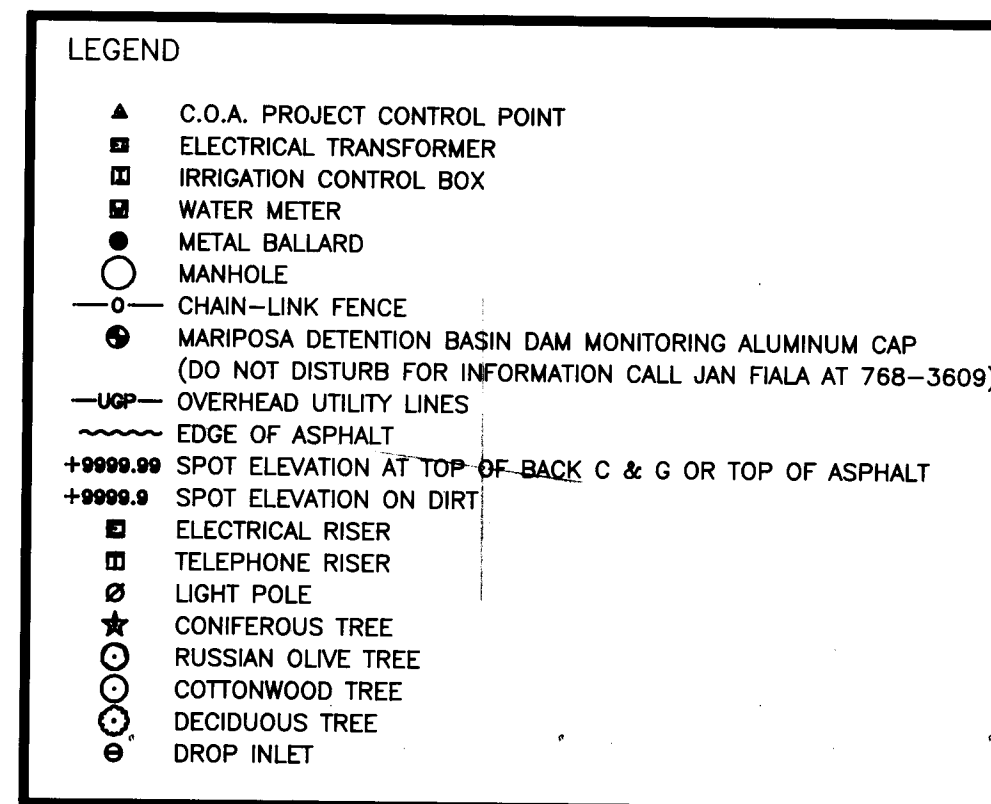 LEGEND
C.O.A. PROJECT CONTROL POINT
ELECTRICAL TRANSFORMER
IRRIGATION CONTROL BOX
WATER METER
METAL BALLARD
MANHOLE
—O— CHAIN–LINK FENCE
MARIPOSA DETENTION BASIN DAM MONITORING ALUMINUM CAP
(DO NOT DISTURB FOR INFORMATION CALL JAN FIALA AT 768–3609)
—UGP— OVERHEAD UTILITY LINES
EDGE OF ASPHALT
+9999.99 SPOT ELEVATION AT TOP OF BACK C & G OR TOP OF ASPHALT
+9999.9 SPOT ELEVATION ON DIRT
ELECTRICAL RISER
TELEPHONE RISER
LIGHT POLE
CONIFEROUS TREE
RUSSIAN OLIVE TREE
COTTONWOOD TREE
DECIDUOUS TREE
DROP INLET